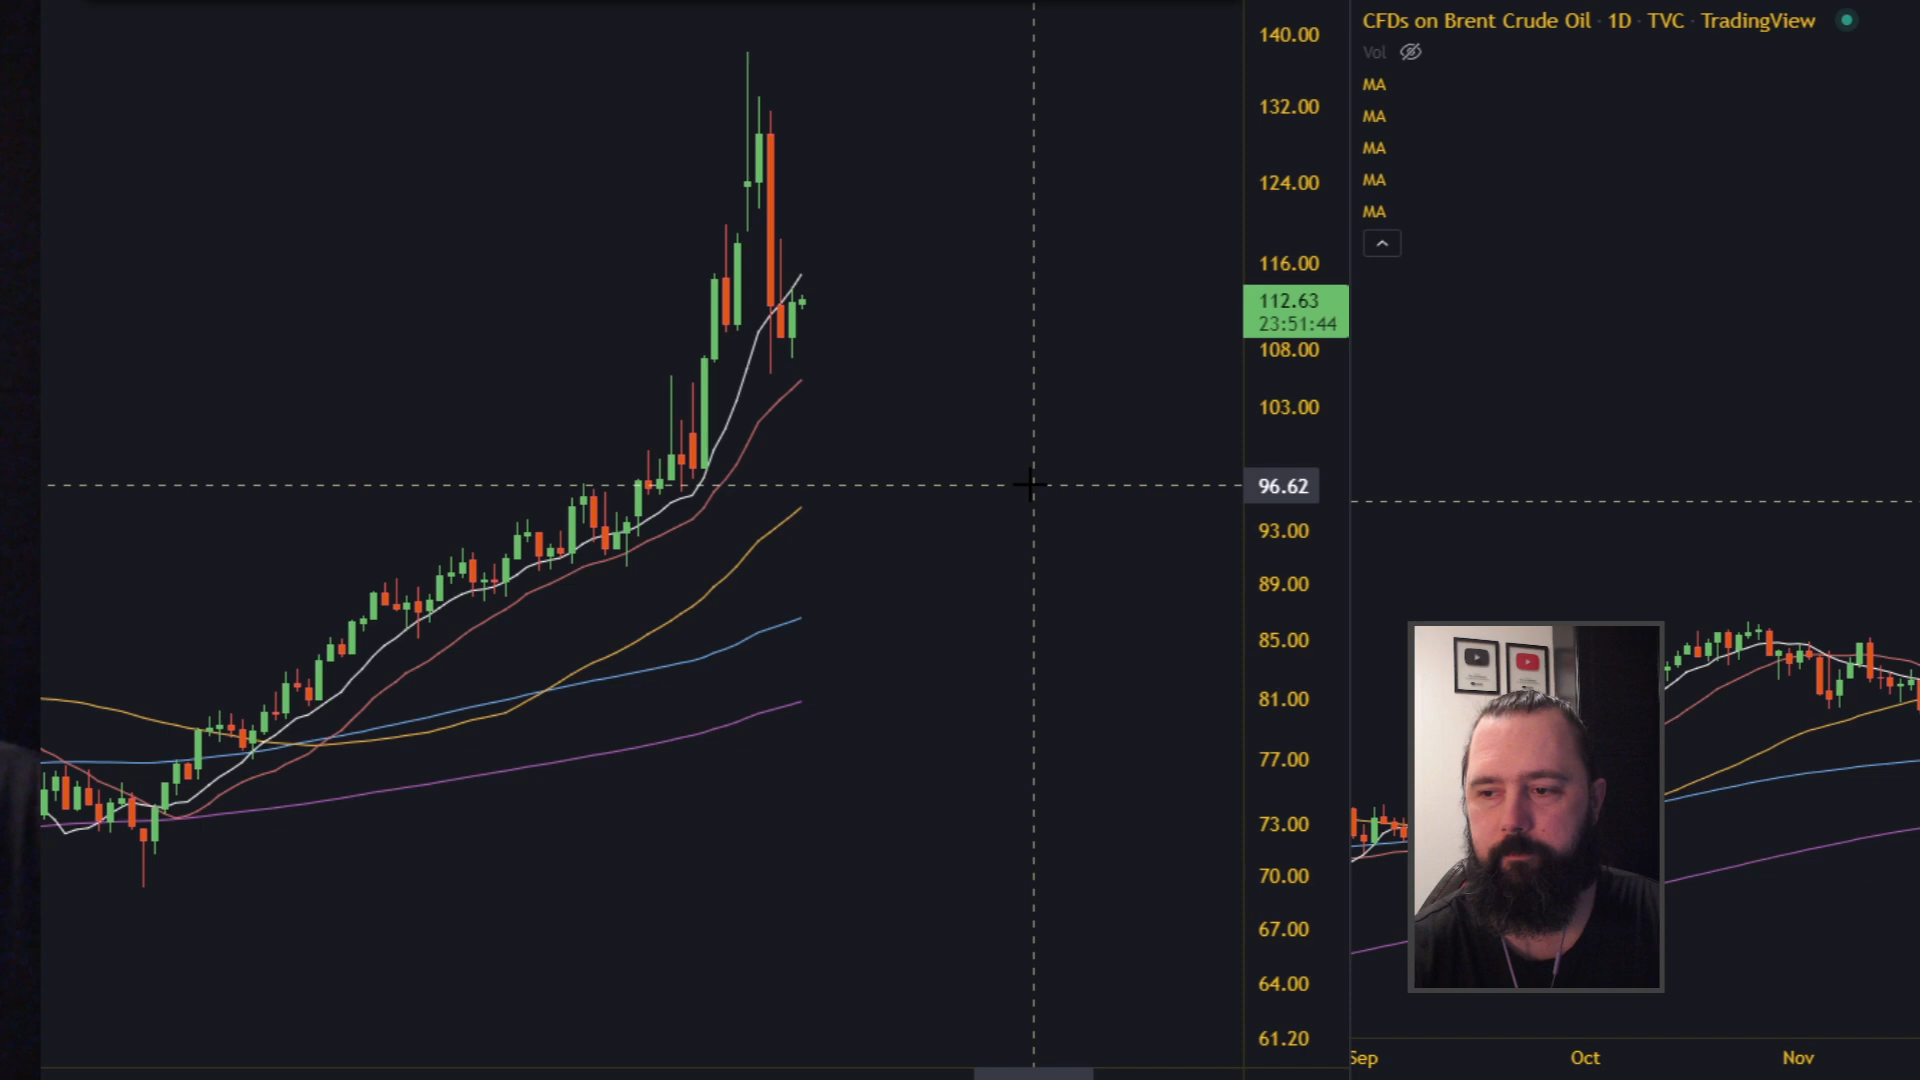 140.00
132.00
124.00
116.00
112.63
23:51:44
108.00
103.00
96.62
93.00
89.00
85.00
81.00
77.00
73.00
70.00
67.00
64.00
61.20
CFDs on Brent Crude Oil · 1D · TVC · TradingView
Vol
MA
MA
MA
MA
MA
Sep Oct Nov